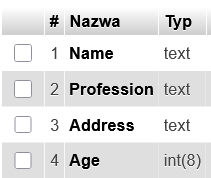 # Nazwa Typ
1 Name text
2 Profession text
3 Address text
4 Age int(8)